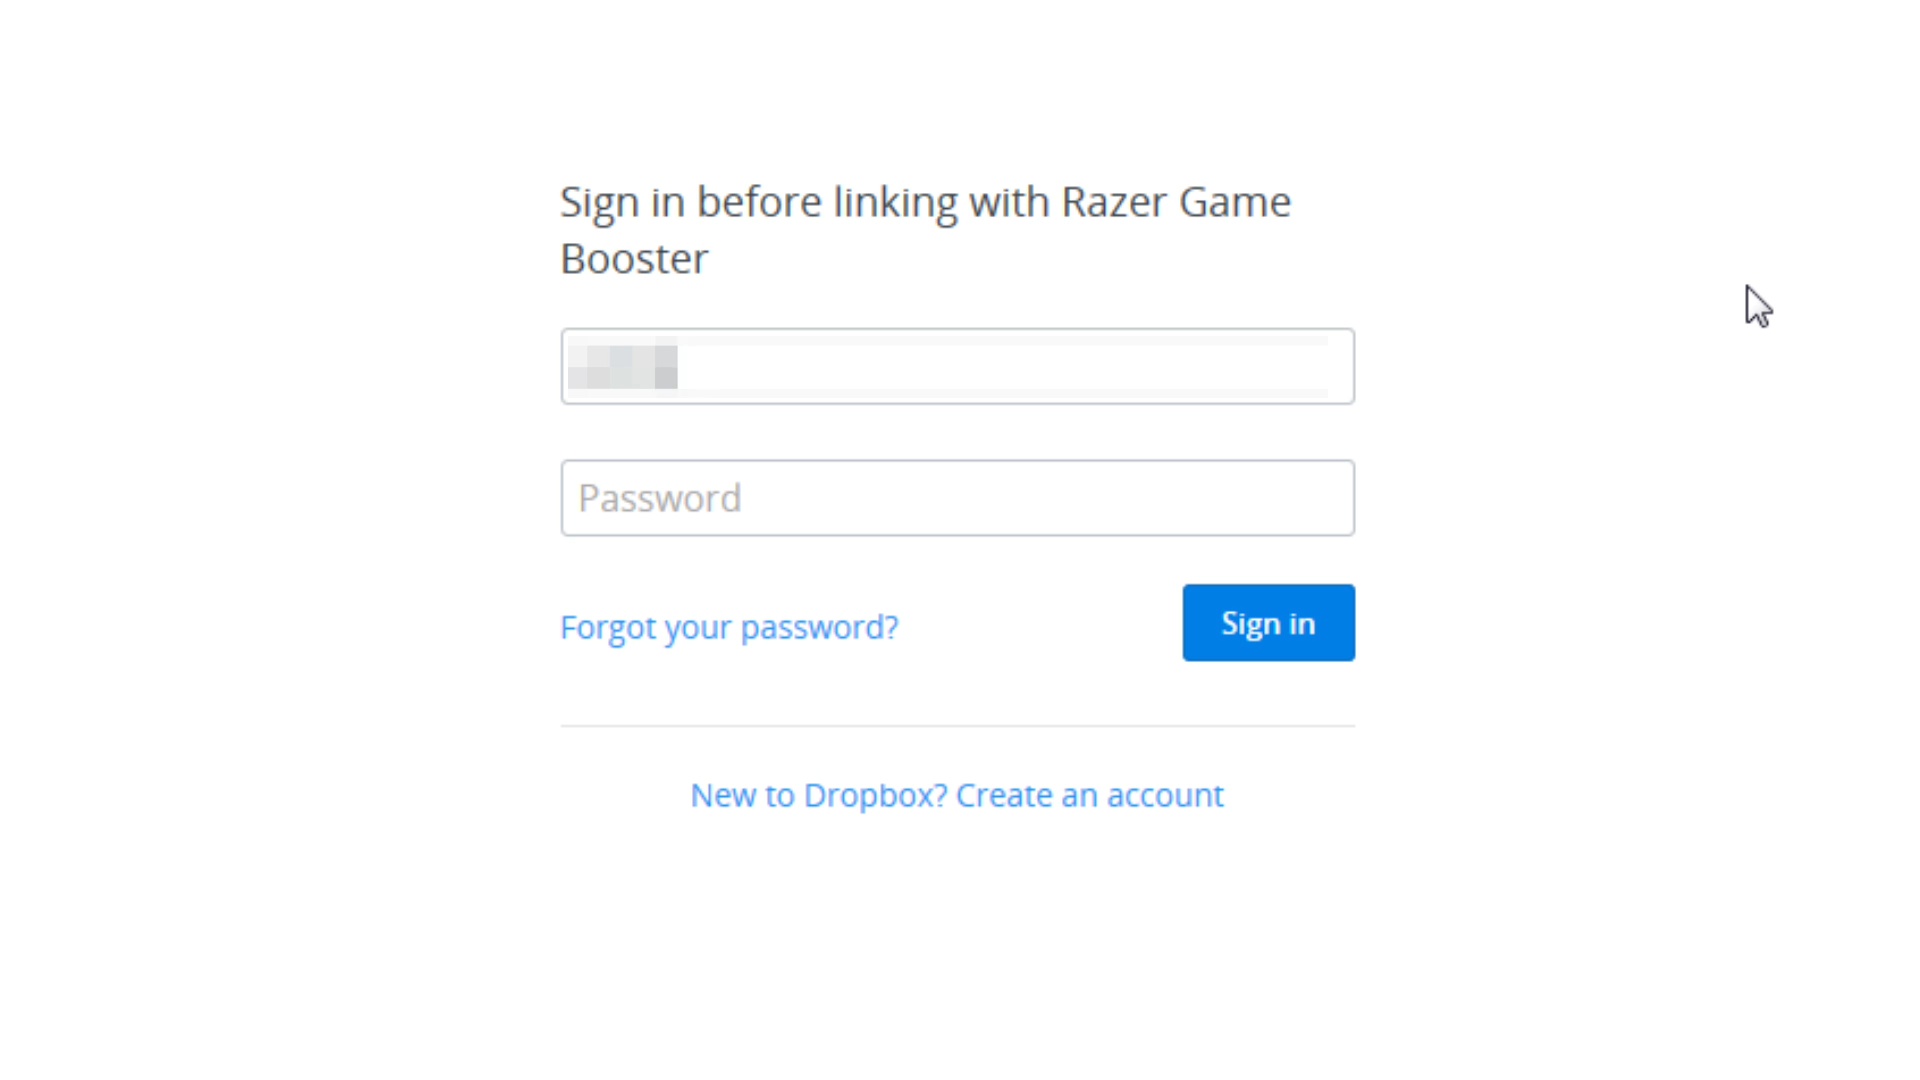 Sign in before linking with Razer Game
Booster
Password
Forgot your password?
Sign in
New to Dropbox? Create an account